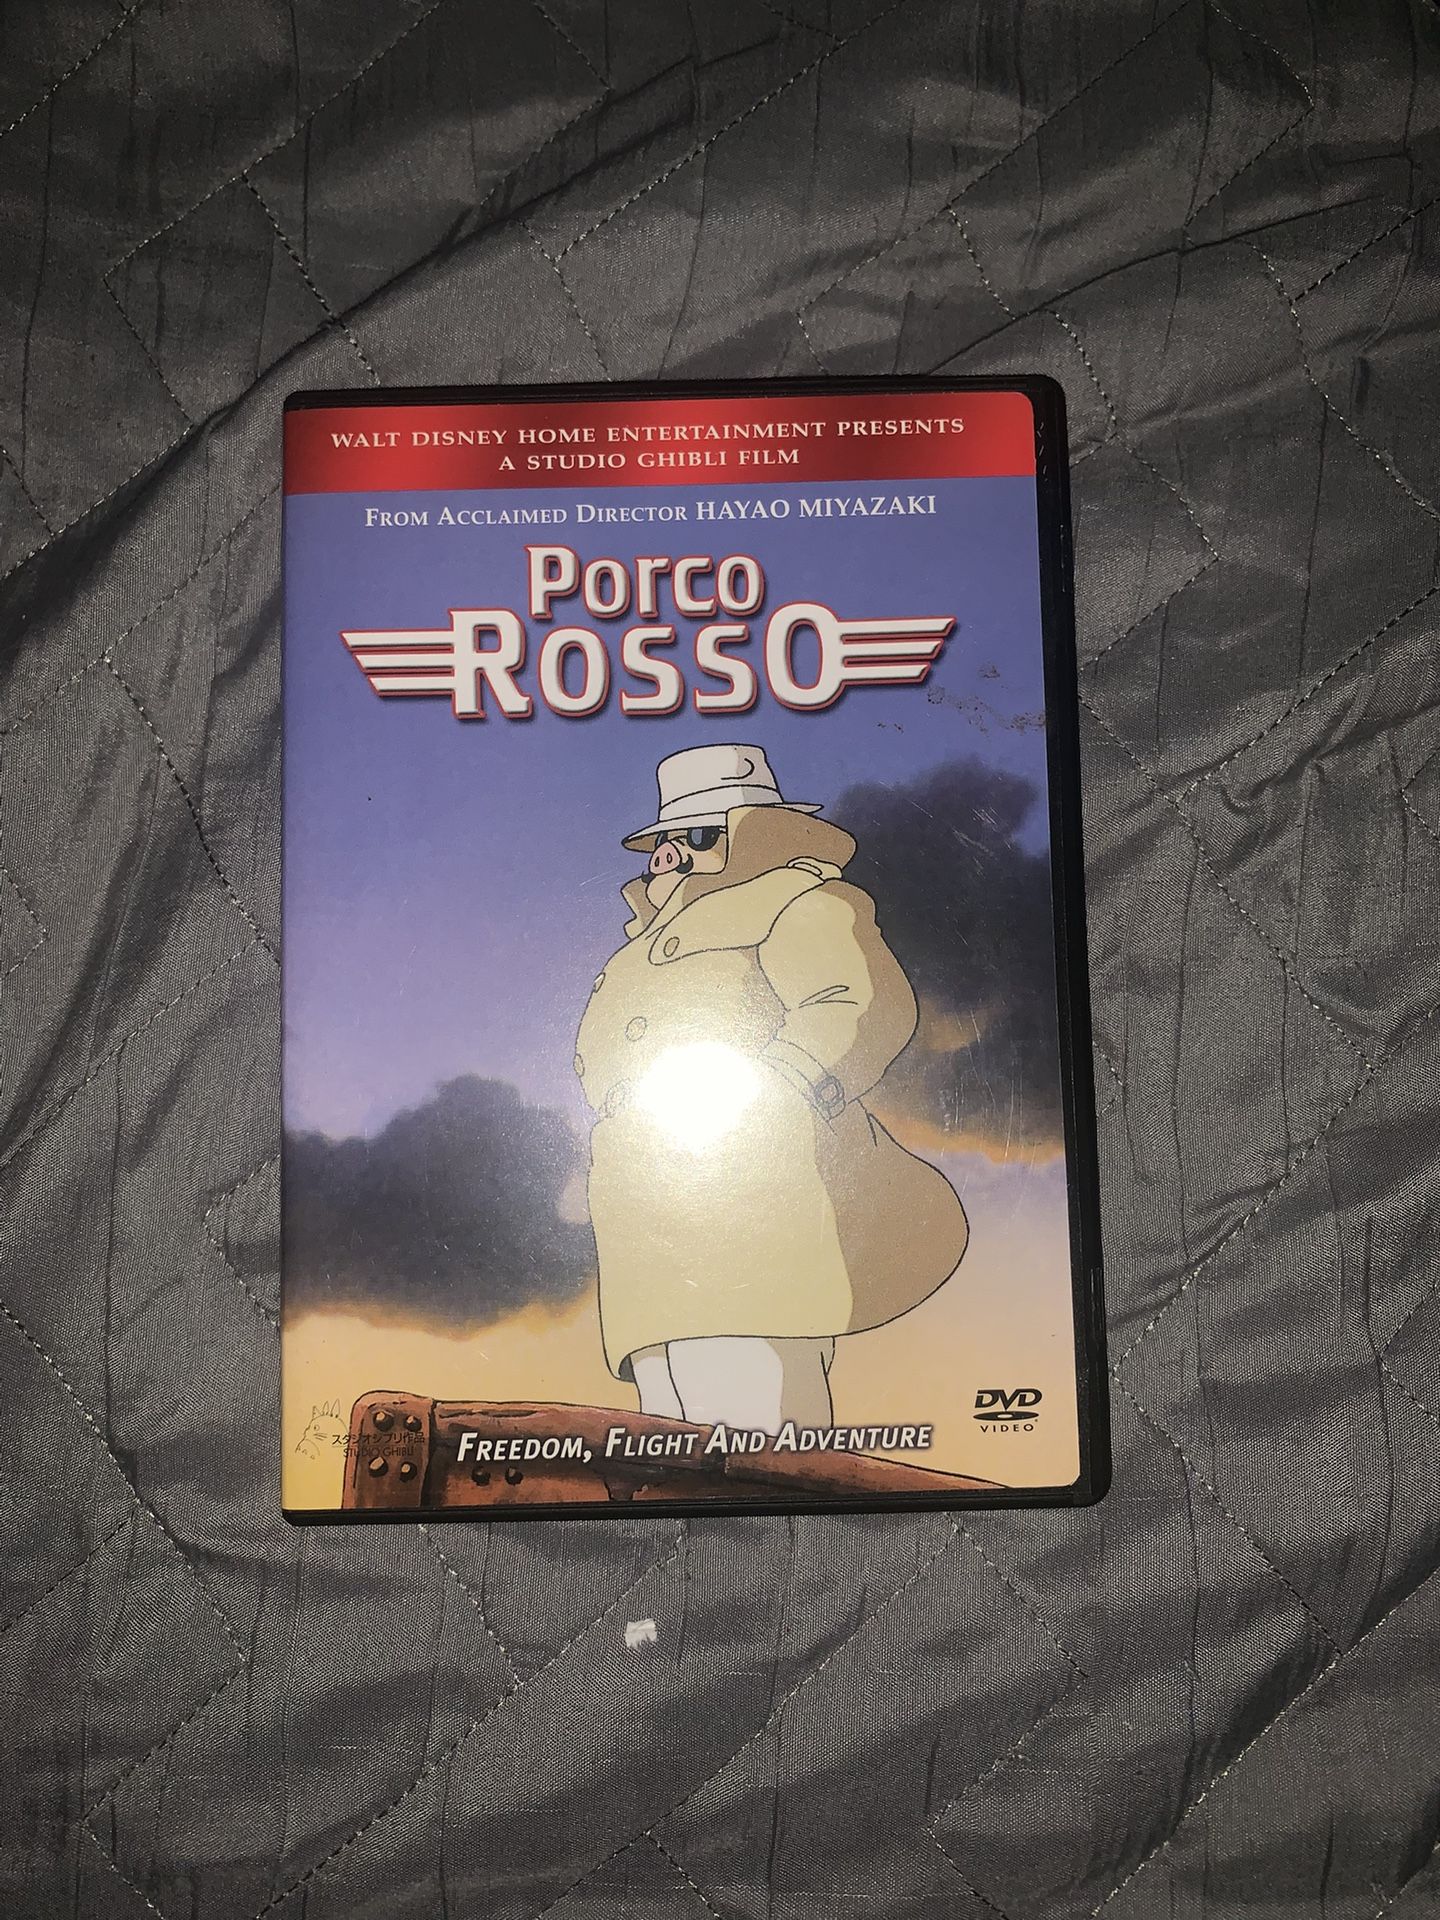 WALT DISNEY HOME ENTERTAINMENT PRESENTS
A STUDIO GHIBLI FILM
FROM ACCLAIMED DIRECTOR HAYAO MIYAZAKI
PORCO
ROSSO
DVD
VIDEO
スタジオジブリ作品
STUDIO GHIBLI
FREEDOM, FLIGHT AND ADVENTURE